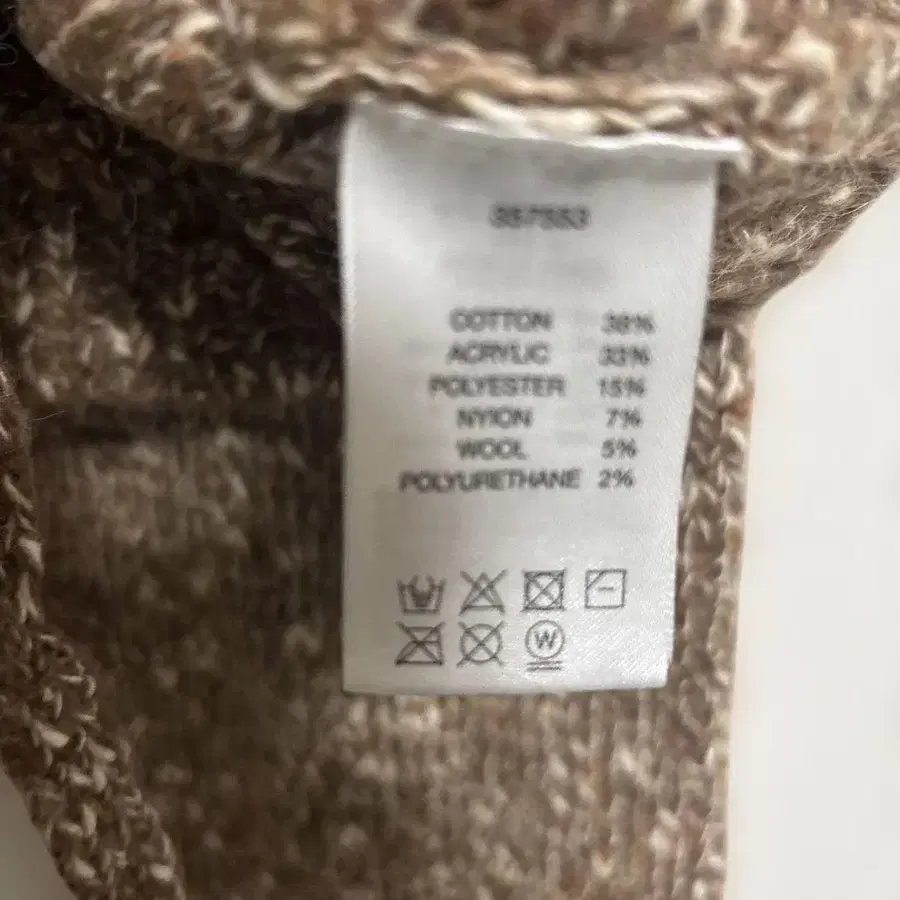 COTTON 38%
ACRYLIC 33%
POLYESTER 15%
NYLON 7%
WOOL 5%
POLYURETHANE 2%
W